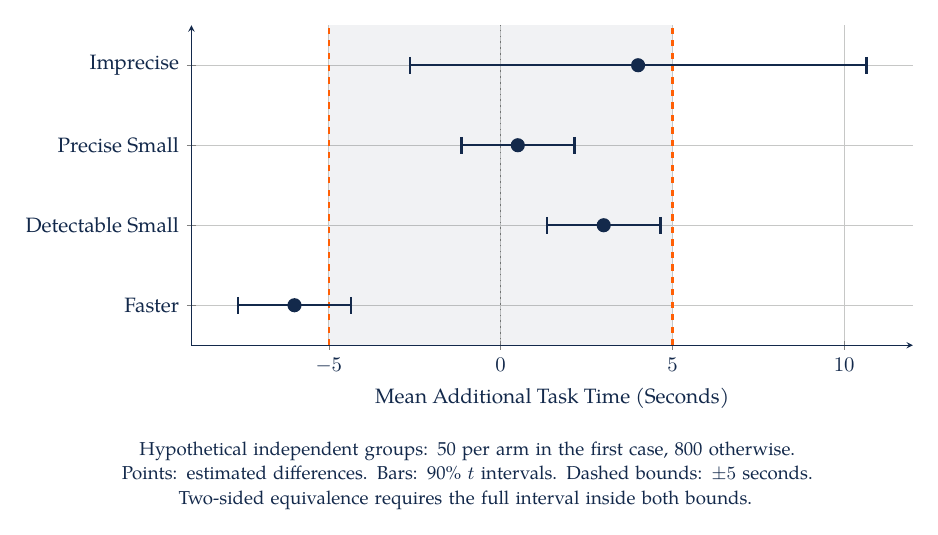 Imprecise
Precise Small
Detectable Small
Faster
−5 0 5 10
Mean Additional Task Time (Seconds)
Hypothetical independent groups: 50 per arm in the first case, 800 otherwise.
Points: estimated differences. Bars: 90% t intervals. Dashed bounds: ±5 seconds.
Two-sided equivalence requires the full interval inside both bounds.